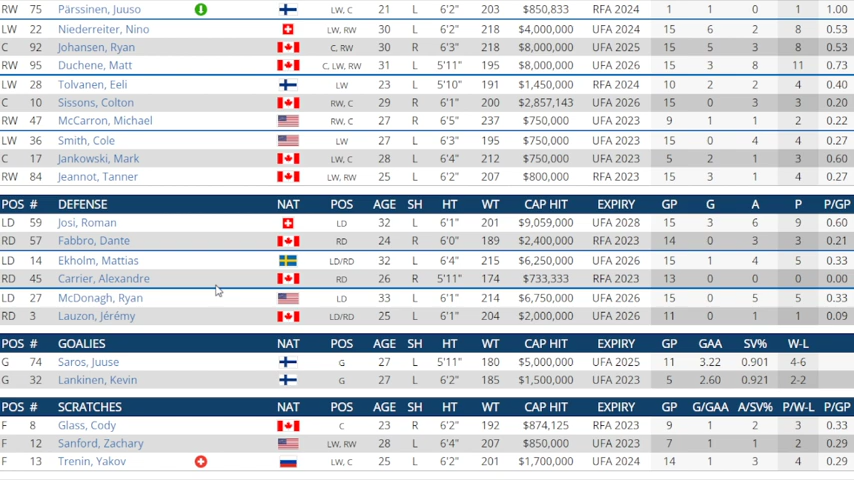 RW 75 Pärssinen, Juuso LW, C 21 L 6'2" 203 $850,833 RFA 2024 1 1 0 1 1.00
LW 22 Niederreiter, Nino LW, RW 30 L 6'2" 218 $4,000,000 UFA 2024 15 6 2 8 0.53
C 92 Johansen, Ryan C, RW 30 R 6'3" 218 $8,000,000 UFA 2025 15 5 3 8 0.53
RW 95 Duchene, Matt C, LW, RW 31 L 5'11" 195 $8,000,000 UFA 2026 15 3 8 11 0.73
LW 28 Tolvanen, Eeli LW 23 L 5'10" 191 $1,450,000 RFA 2024 10 2 2 4 0.40
C 10 Sissons, Colton RW, C 29 R 6'1" 200 $2,857,143 UFA 2026 15 0 3 3 0.20
RW 47 McCarron, Michael RW, C 27 R 6'5" 237 $750,000 RFA 2023 9 1 1 2 0.22
LW 36 Smith, Cole LW 27 L 6'3" 195 $750,000 UFA 2023 15 0 4 4 0.27
C 17 Jankowski, Mark LW, C 28 L 6'4" 212 $750,000 UFA 2023 5 2 1 3 0.60
RW 84 Jeannot, Tanner LW, RW 25 L 6'2" 207 $800,000 RFA 2023 15 3 1 4 0.27
POS # DEFENSE NAT POS AGE SH HT WT CAP HIT EXPIRY GP G A P P/GP
LD 59 Josi, Roman LD 32 L 6'1" 201 $9,059,000 UFA 2028 15 3 6 9 0.60
RD 57 Fabbro, Dante RD 24 R 6'0" 189 $2,400,000 RFA 2023 14 0 3 3 0.21
LD 14 Ekholm, Mattias LD/RD 32 L 6'4" 215 $6,250,000 UFA 2026 15 1 4 5 0.33
RD 45 Carrier, Alexandre RD 26 R 5'11" 174 $733,333 RFA 2023 13 0 0 0 0.00
LD 27 McDonagh, Ryan LD 33 L 6'1" 214 $6,750,000 UFA 2026 15 0 5 5 0.33
RD 3 Lauzon, Jérémy LD/RD 25 L 6'1" 204 $2,000,000 UFA 2026 11 0 1 1 0.09
POS # GOALIES NAT POS AGE SH HT WT CAP HIT EXPIRY GP GAA SV% W-L
G 74 Saros, Juuse G 27 L 5'11" 180 $5,000,000 UFA 2025 11 3.22 0.901 4-6
G 32 Lankinen, Kevin G 27 L 6'2" 185 $1,500,000 UFA 2023 5 2.60 0.921 2-2
POS # SCRATCHES NAT POS AGE SH HT WT CAP HIT EXPIRY GP G/GAA A/SV% P/W-L P/GP
F 8 Glass, Cody C 23 R 6'2" 192 $874,125 RFA 2023 9 1 2 3 0.33
F 12 Sanford, Zachary LW, RW 28 L 6'4" 207 $850,000 UFA 2023 7 1 1 2 0.29
F 13 Trenin, Yakov LW, C 25 L 6'2" 201 $1,700,000 UFA 2024 14 1 3 4 0.29